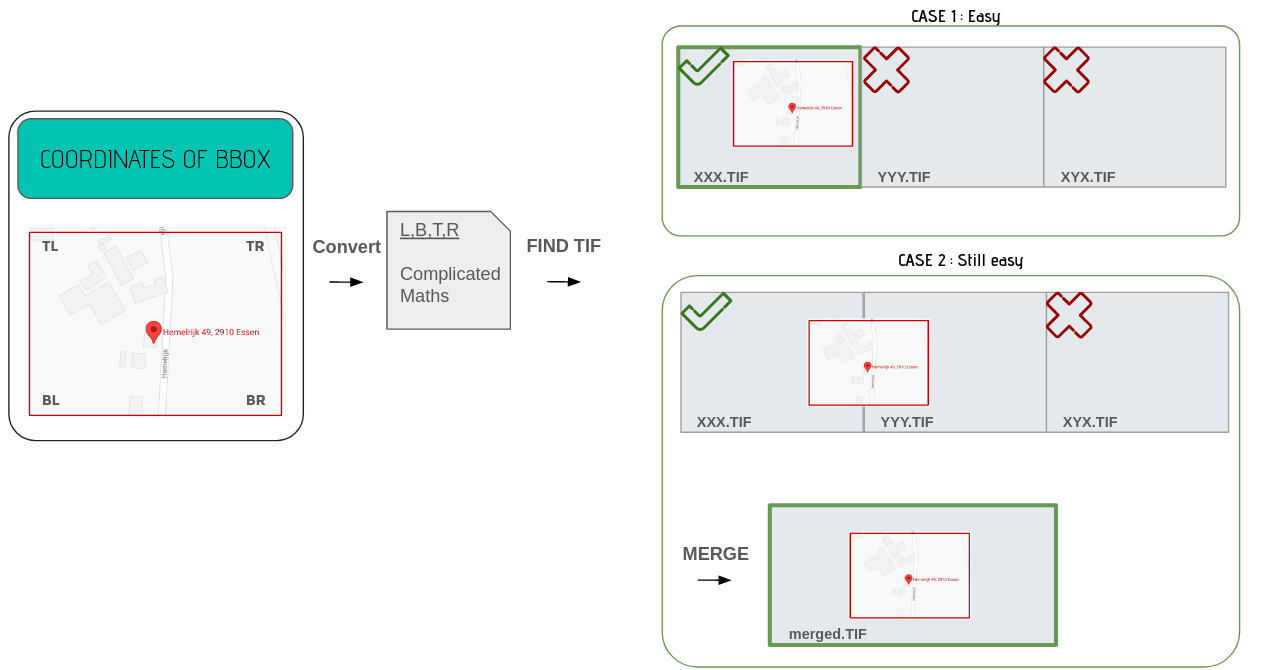 COORDINATES OF BBOX
TL
TR
Hemelrijk 49, 2910 Essen
Hemelrijk
BL
BR
Convert
L,B,T,R
Complicated
Maths
FIND TIF
CASE 1 : Easy
Hemelrijk 49, 2910 Essen
XXX.TIF
YYY.TIF
XYX.TIF
CASE 2 : Still easy
Hemelrijk 49, 2910 Essen
XXX.TIF
YYY.TIF
XYX.TIF
MERGE
Hemelrijk 49, 2910 Essen
merged.TIF